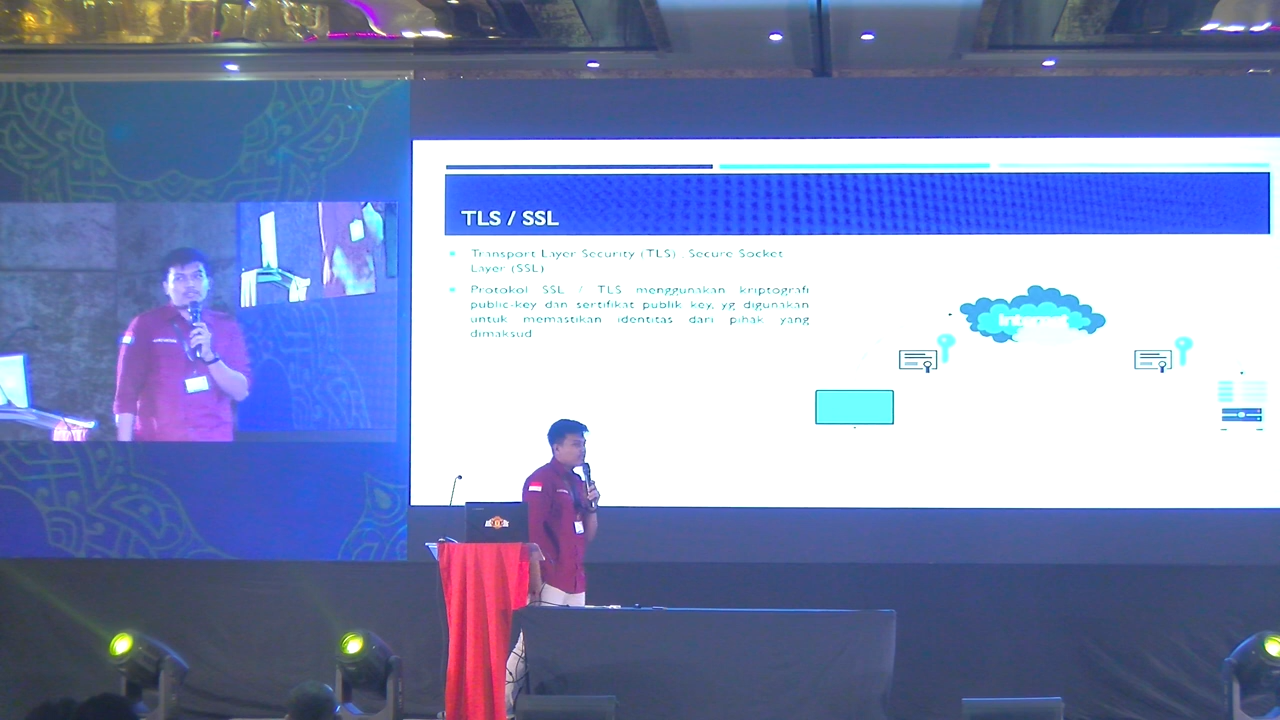 TLS / SSL
Transport Layer Security (TLS) , Secure Socket
Layer (SSL)
Protokol SSL / TLS menggunakan kriptografi
public-key dan sertifikat publik key, yg digunakan
untuk memastikan identitas dari pihak yang
dimaksud
Internet